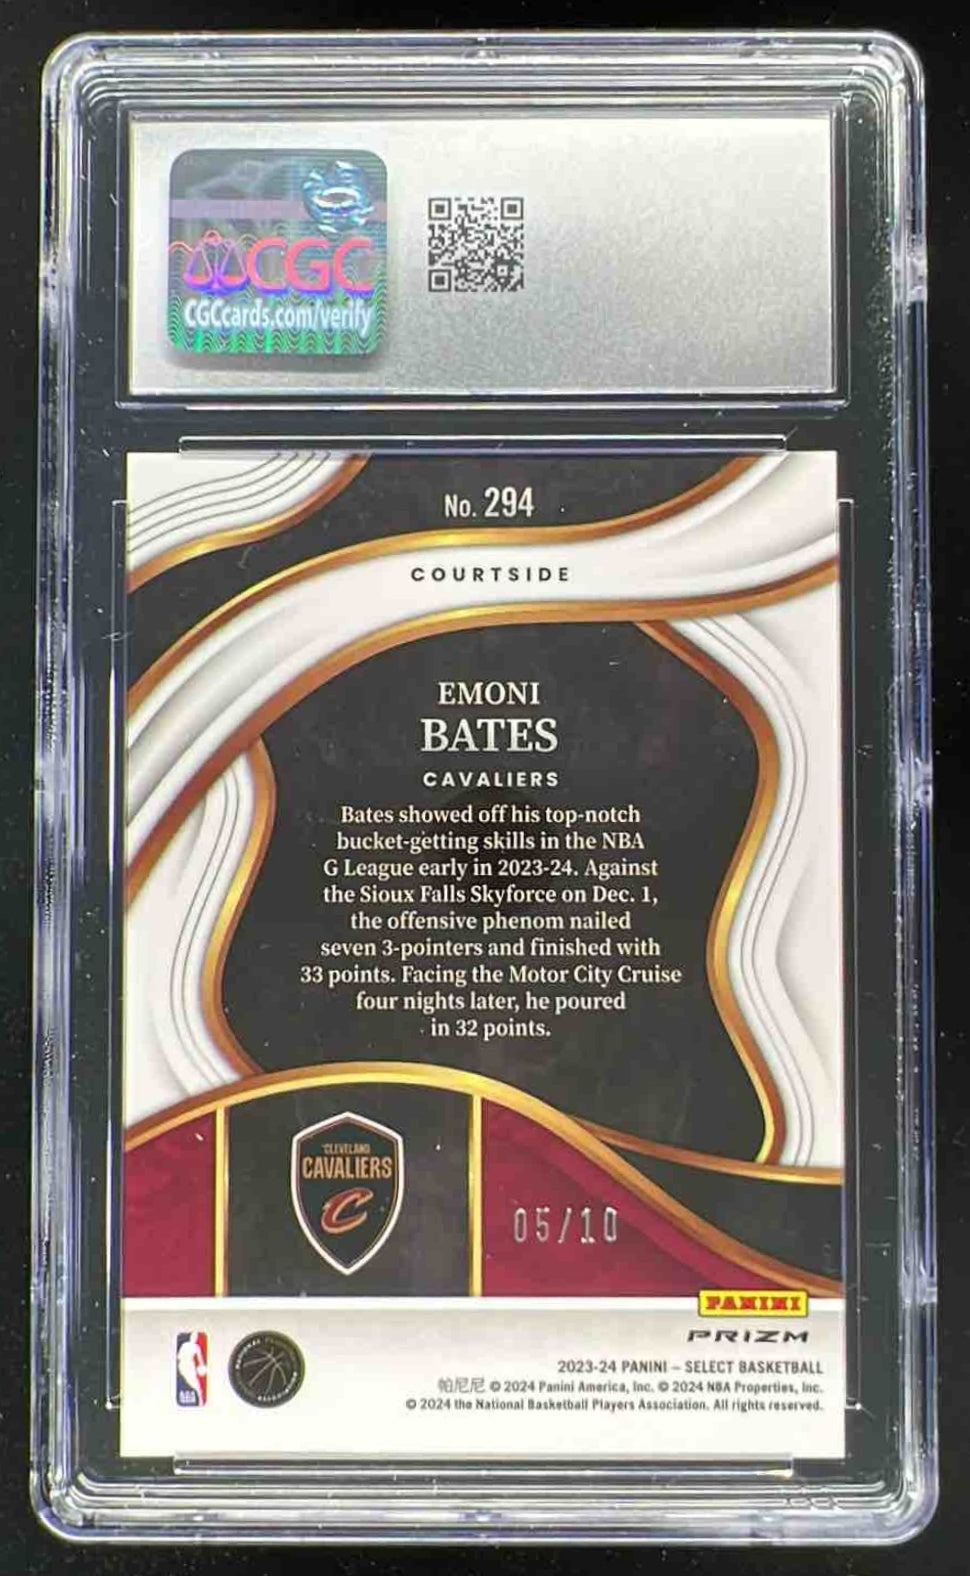 CGC
CGCcards.com/verify
No. 294
COURTSIDE
EMONI
BATES
CAVALIERS
Bates showed off his top-notch
bucket-getting skills in the NBA
G League early in 2023-24. Against
the Sioux Falls Skyforce on Dec. 1,
the offensive phenom nailed
seven 3-pointers and finished with
33 points. Facing the Motor City Cruise
four nights later, he poured
in 32 points.
CLEVELAND
CAVALIERS
C
05/10
PANINI
PRIZM
NBA
2023-24 PANINI – SELECT BASKETBALL
帕尼尼 © 2024 Panini America, Inc. © 2024 NBA Properties, Inc.
© 2024 the National Basketball Players Association. All rights reserved.